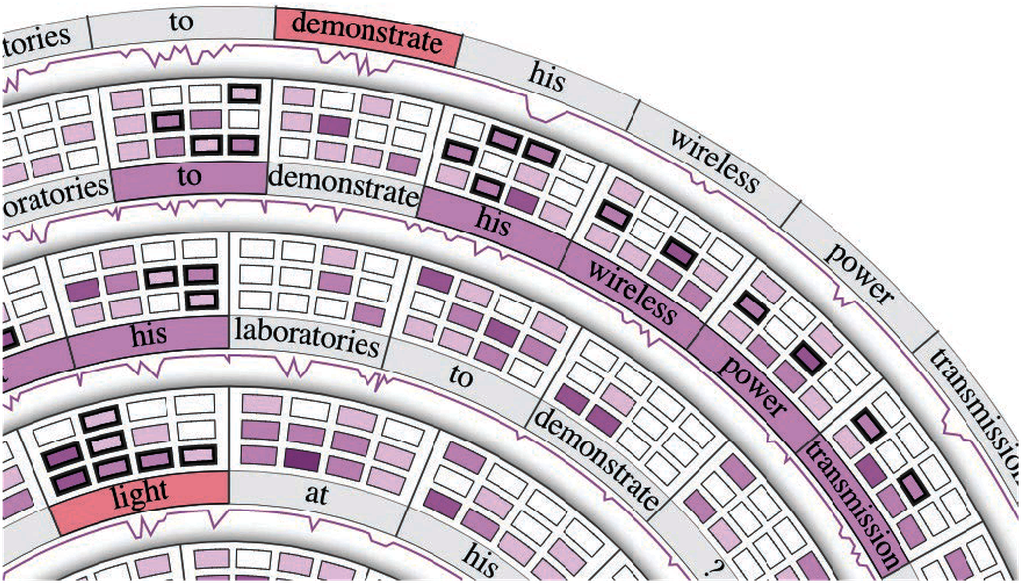 tories to demonstrate his wireless power transmission
oratories to demonstrate his wireless power transmission
his laboratories to demonstrate ?
light at his